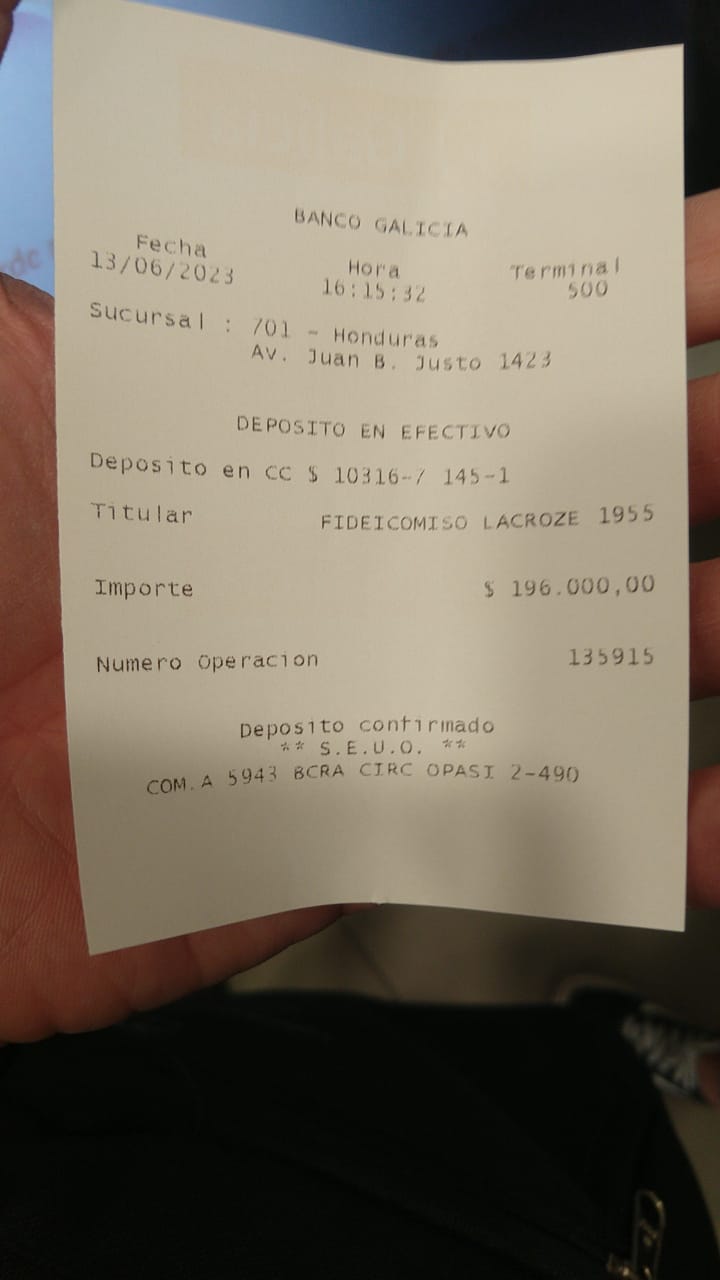 BANCO GALICIA
Fecha Hora Terminal
13/06/2023 16:15:32 500
Sucursal : 701 - Honduras
AV. Juan B. Justo 1423
DEPOSITO EN EFECTIVO
Deposito en CC $ 10316-7 145-1
Titular FIDEICOMISO LACROZE 1955
Importe $ 196.000,00
Numero Operacion 135915
Deposito confirmado
** S.E.U.O. **
COM.A 5943 BCRA CIRC OPASI 2-490